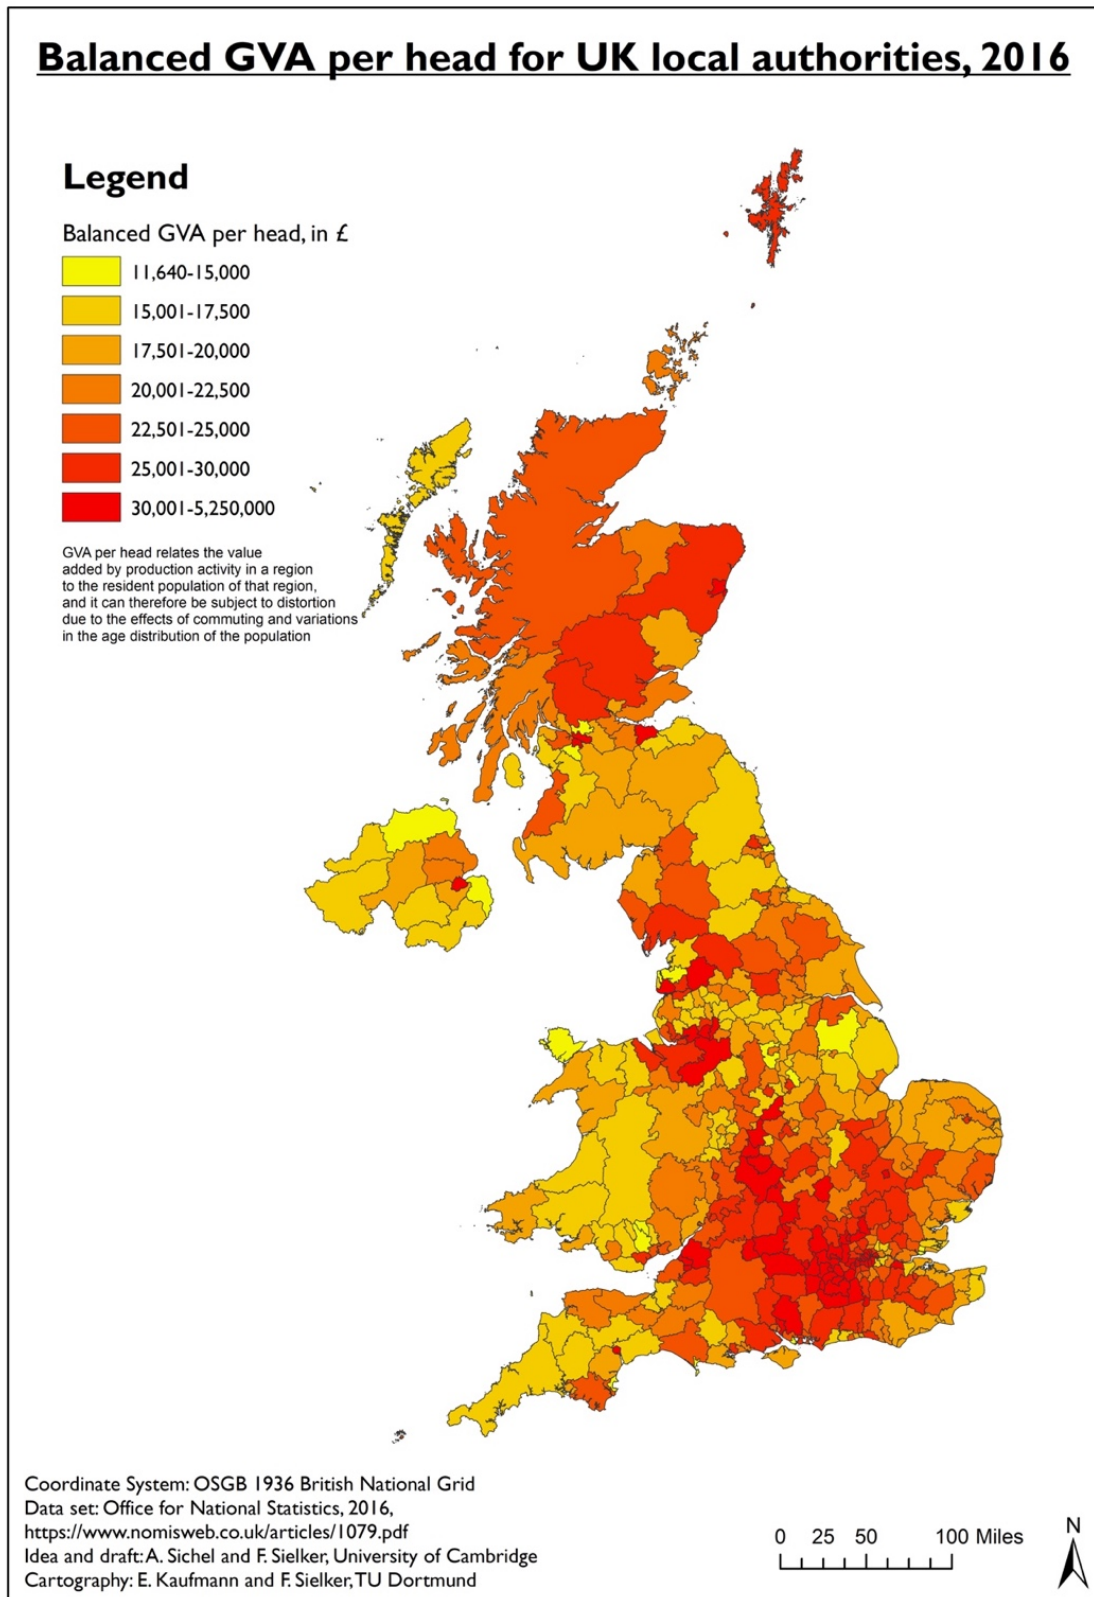 Balanced GVA per head for UK local authorities, 2016
Legend
Balanced GVA per head, in £
11,640-15,000
15,001-17,500
17,501-20,000
20,001-22,500
22,501-25,000
25,001-30,000
30,001-5,250,000
GVA per head relates the value
added by production activity in a region
to the resident population of that region,
and it can therefore be subject to distortion
due to the effects of commuting and variations
in the age distribution of the population
Coordinate System: OSGB 1936 British National Grid
Data set: Office for National Statistics, 2016,
https://www.nomisweb.co.uk/articles/1079.pdf
Idea and draft: A. Sichel and F. Sielker, University of Cambridge
Cartography: E. Kaufmann and F. Sielker, TU Dortmund
0 25 50 100 Miles
N